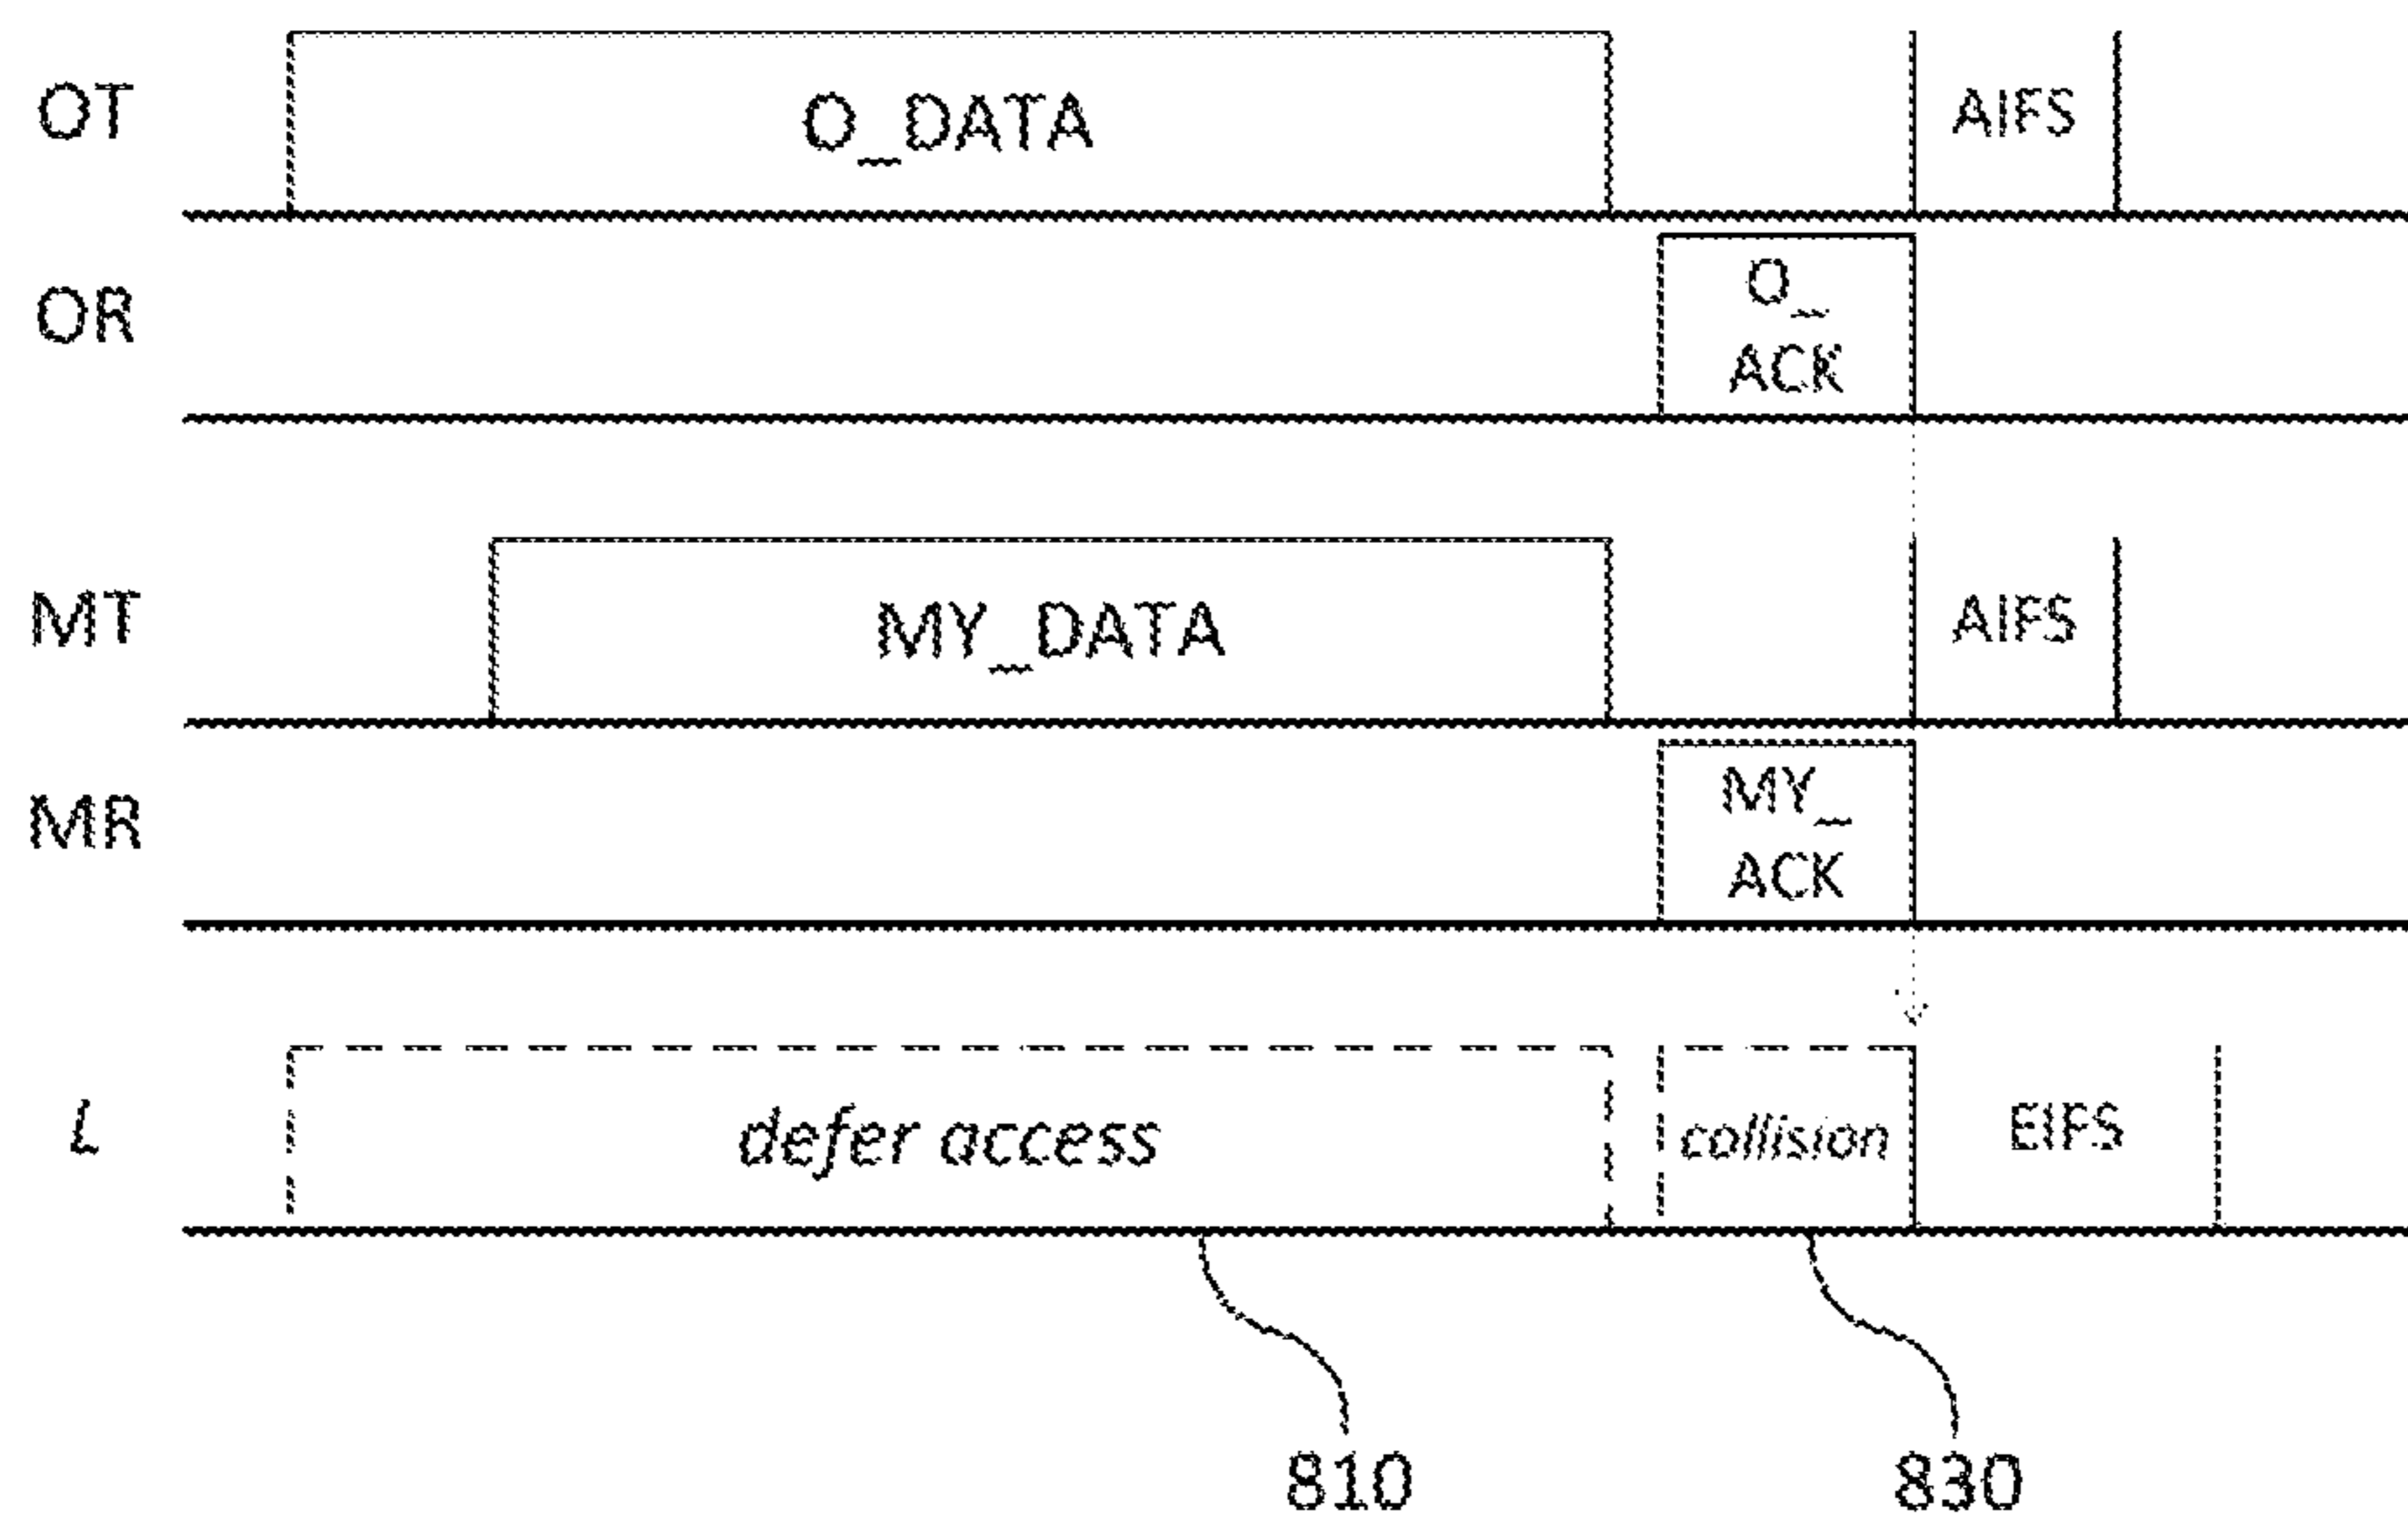 OT O_DATA AIFS
OR O_
ACK
MT MY_DATA AIFS
MR MY_
ACK
L defer access collision EIFS
810 830